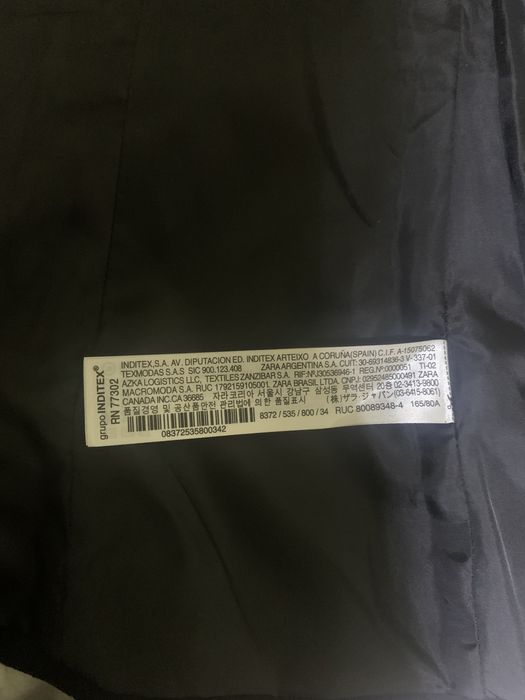 grupo INDITEX®
RN 77302
INDITEX,S.A. AV. DIPUTACION ED. INDITEX ARTEIXO A CORUÑA(SPAIN) C.I.F. A-15075062
TEXMODAS S.A.S SIC 900.123.408 ZARA ARGENTINA S.A. CUIT: 30-69314836-3 V-337-01
AZKA LOGISTICS LLC, TEXTILES ZANZIBAR S.A. RIF:NºJ30536946-1 REG.Nº:0000051 TI-02
MACROMODA S.A. RUC 1792159105001. ZARA BRASIL LTDA. CNPJ: 02952485000491 ZARA
CANADA INC.CA 36685 자라코리아 서울시 강남구 삼성동 무역센터 20층 02-3413-9800
품질경영 및 공산품안전 관리법에 의한 품질표시 (株)ザラ・ジャパン(03-6415-8061)
8372 / 535 / 800 / 34 RUC 80089348-4 165/80A
08372535800342